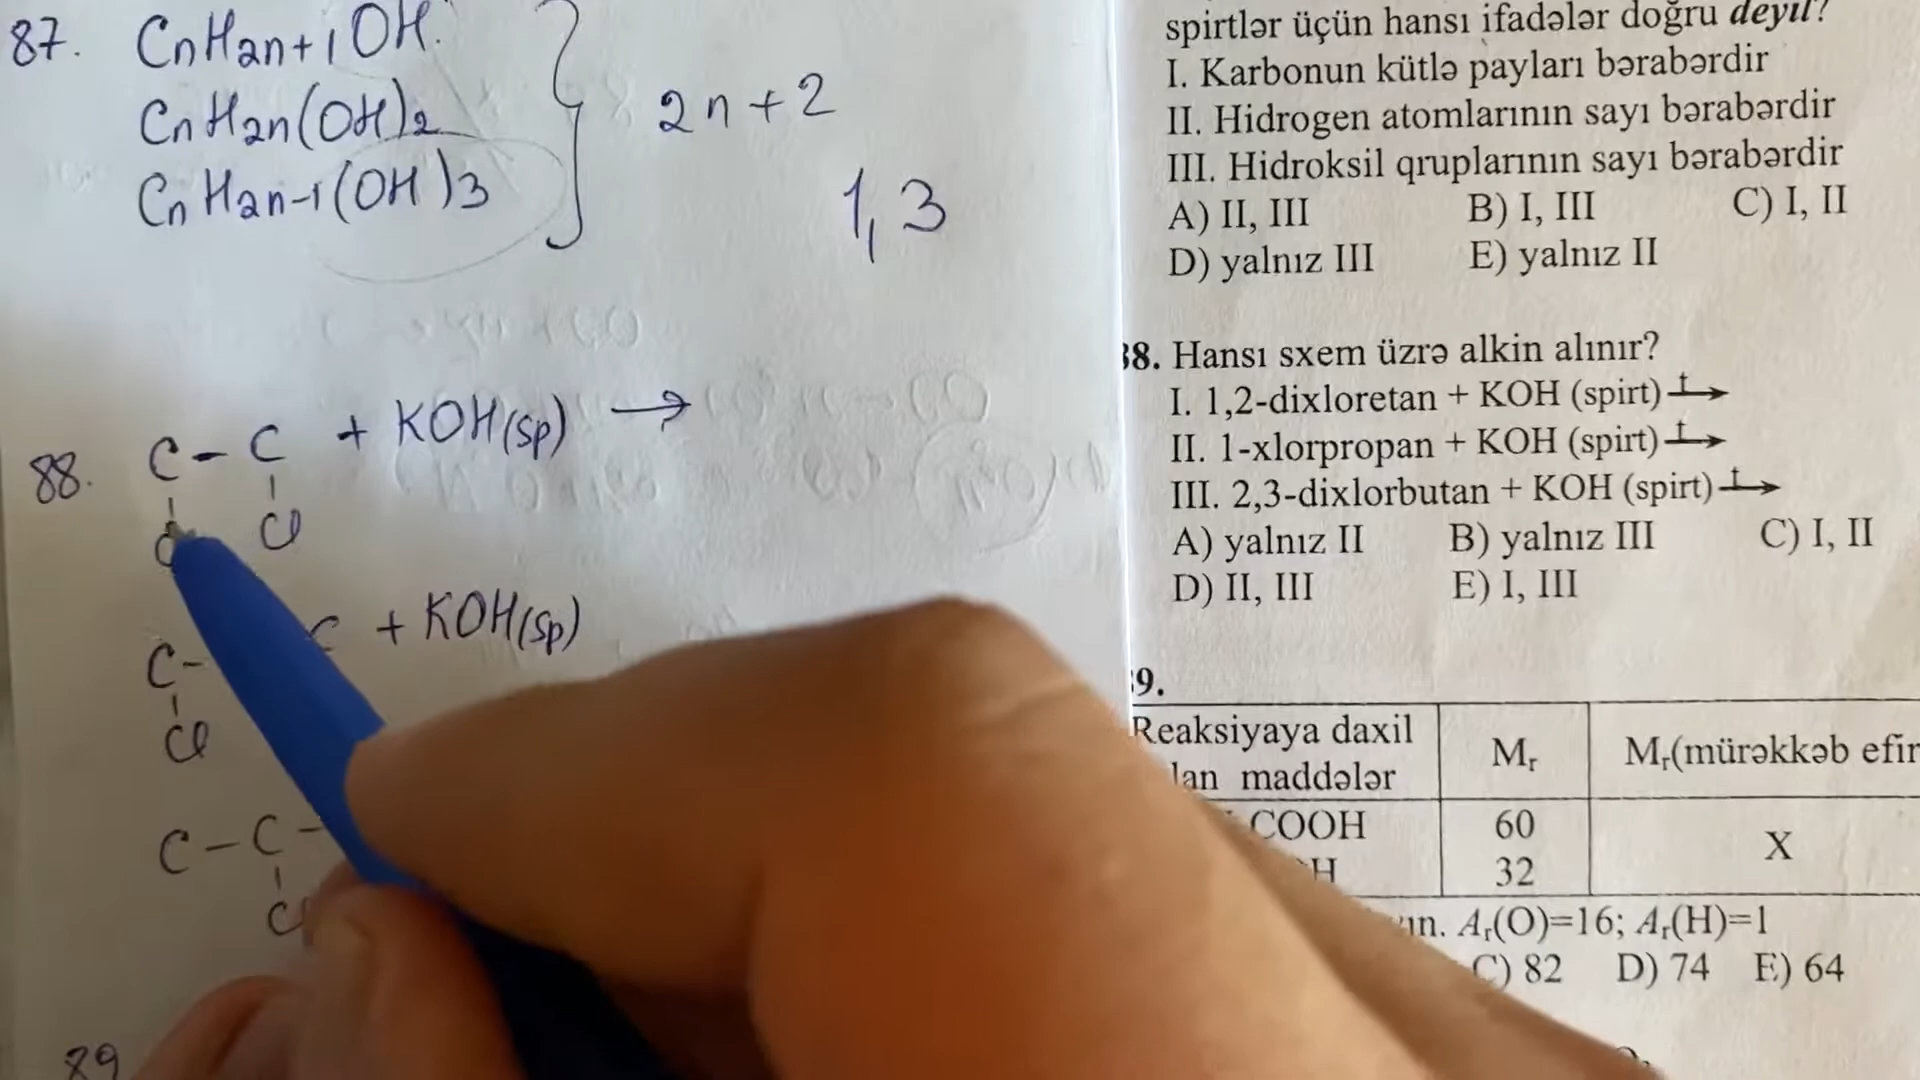 87. CnH2n+1OH.
CnH2n(OH)2
CnH2n-1(OH)3
2n+2
1,3
88. C-C + KOH(sp) →
Cl
C- C + KOH(sp)
Cl
C-C-
89
spirtlər üçün hansı ifadələr doğru deyil?
I. Karbonun kütlə payları bərabərdir
II. Hidrogen atomlarının sayı bərabərdir
III. Hidroksil qruplarının sayı bərabərdir
A) II, III B) I, III C) I, II
D) yalnız III E) yalnız II
38. Hansı sxem üzrə alkin alınır?
I. 1,2-dixloretan + KOH (spirt) t→
II. 1-xlorpropan + KOH (spirt) t→
III. 2,3-dixlorbutan + KOH (spirt) t→
A) yalnız II B) yalnız III C) I, II
D) II, III E) I, III
9.
Reaksiyaya daxil Mr Mr(mürəkkəb efir
lan maddələr
COOH 60 X
H 32
ın. Ar(O)=16; Ar(H)=1
C) 82 D) 74 E) 64